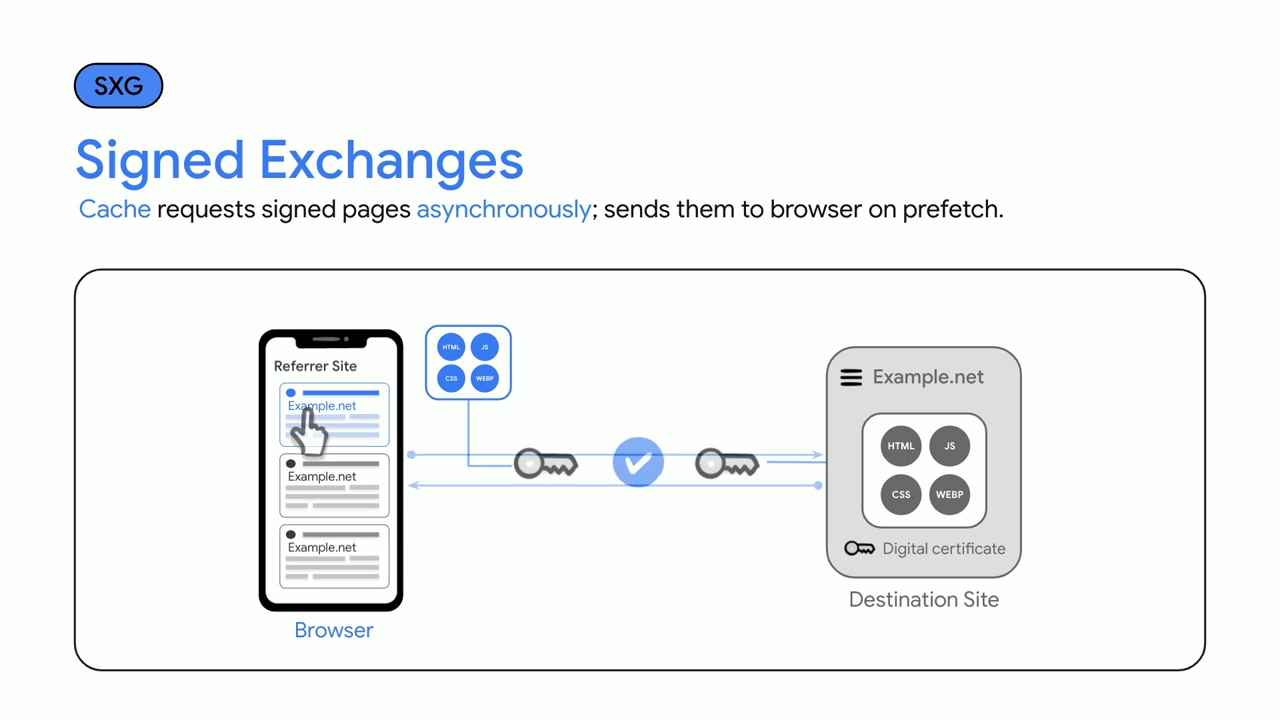 SXG
Signed Exchanges
Cache requests signed pages asynchronously; sends them to browser on prefetch.
Referrer Site
Example.net
Example.net
Example.net
Browser
HTML
JS
CSS
WEBP
Example.net
HTML
JS
CSS
WEBP
Digital certificate
Destination Site